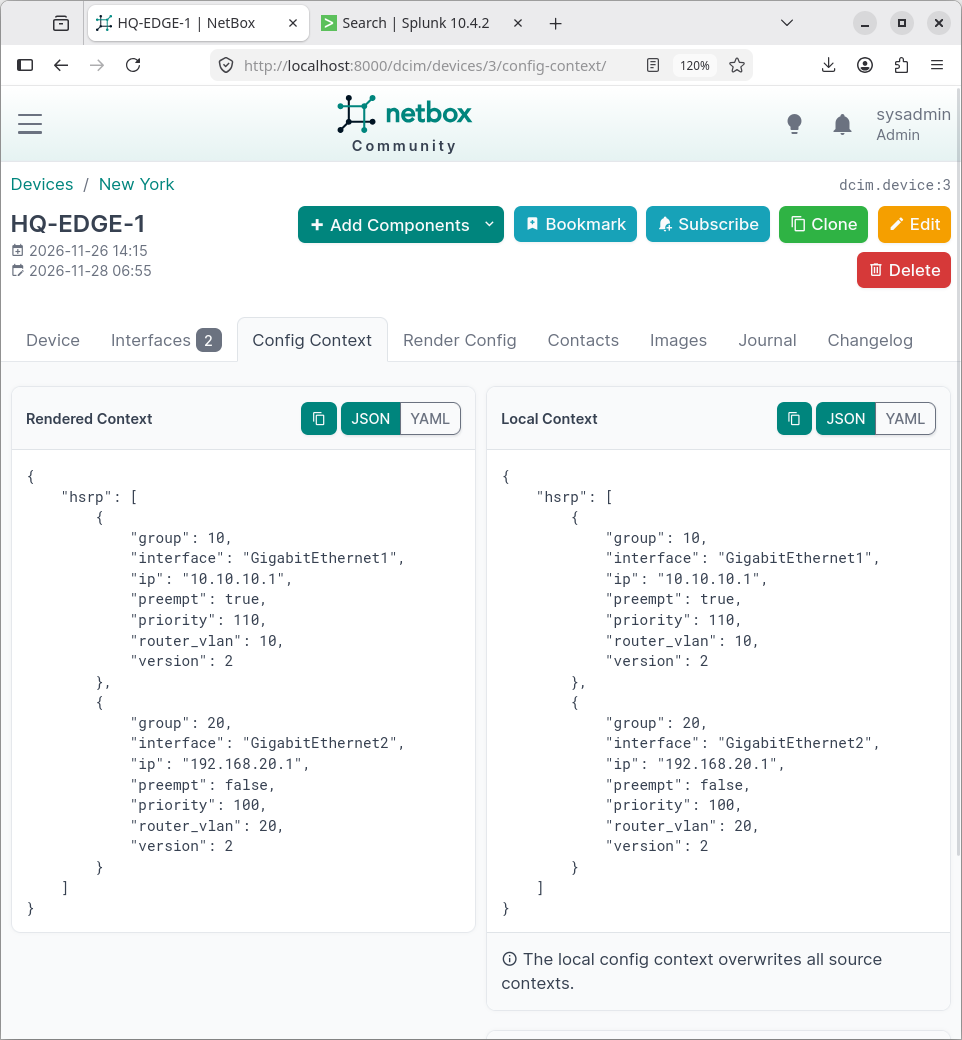 HQ-EDGE-1 | NetBox
Search | Splunk 10.4.2
http://localhost:8000/dcim/devices/3/config-context/
120%
netbox
Community
sysadmin
Admin
Devices / New York
dcim.device:3
HQ-EDGE-1
2026-11-26 14:15
2026-11-28 06:55
+ Add Components
Bookmark
Subscribe
Clone
Edit
Delete
Device
Interfaces 2
Config Context
Render Config
Contacts
Images
Journal
Changelog
Rendered Context
JSON
YAML
{
    "hsrp": [
        {
            "group": 10,
            "interface": "GigabitEthernet1",
            "ip": "10.10.10.1",
            "preempt": true,
            "priority": 110,
            "router_vlan": 10,
            "version": 2
        },
        {
            "group": 20,
            "interface": "GigabitEthernet2",
            "ip": "192.168.20.1",
            "preempt": false,
            "priority": 100,
            "router_vlan": 20,
            "version": 2
        }
    ]
}
Local Context
JSON
YAML
{
    "hsrp": [
        {
            "group": 10,
            "interface": "GigabitEthernet1",
            "ip": "10.10.10.1",
            "preempt": true,
            "priority": 110,
            "router_vlan": 10,
            "version": 2
        },
        {
            "group": 20,
            "interface": "GigabitEthernet2",
            "ip": "192.168.20.1",
            "preempt": false,
            "priority": 100,
            "router_vlan": 20,
            "version": 2
        }
    ]
}
The local config context overwrites all source
contexts.